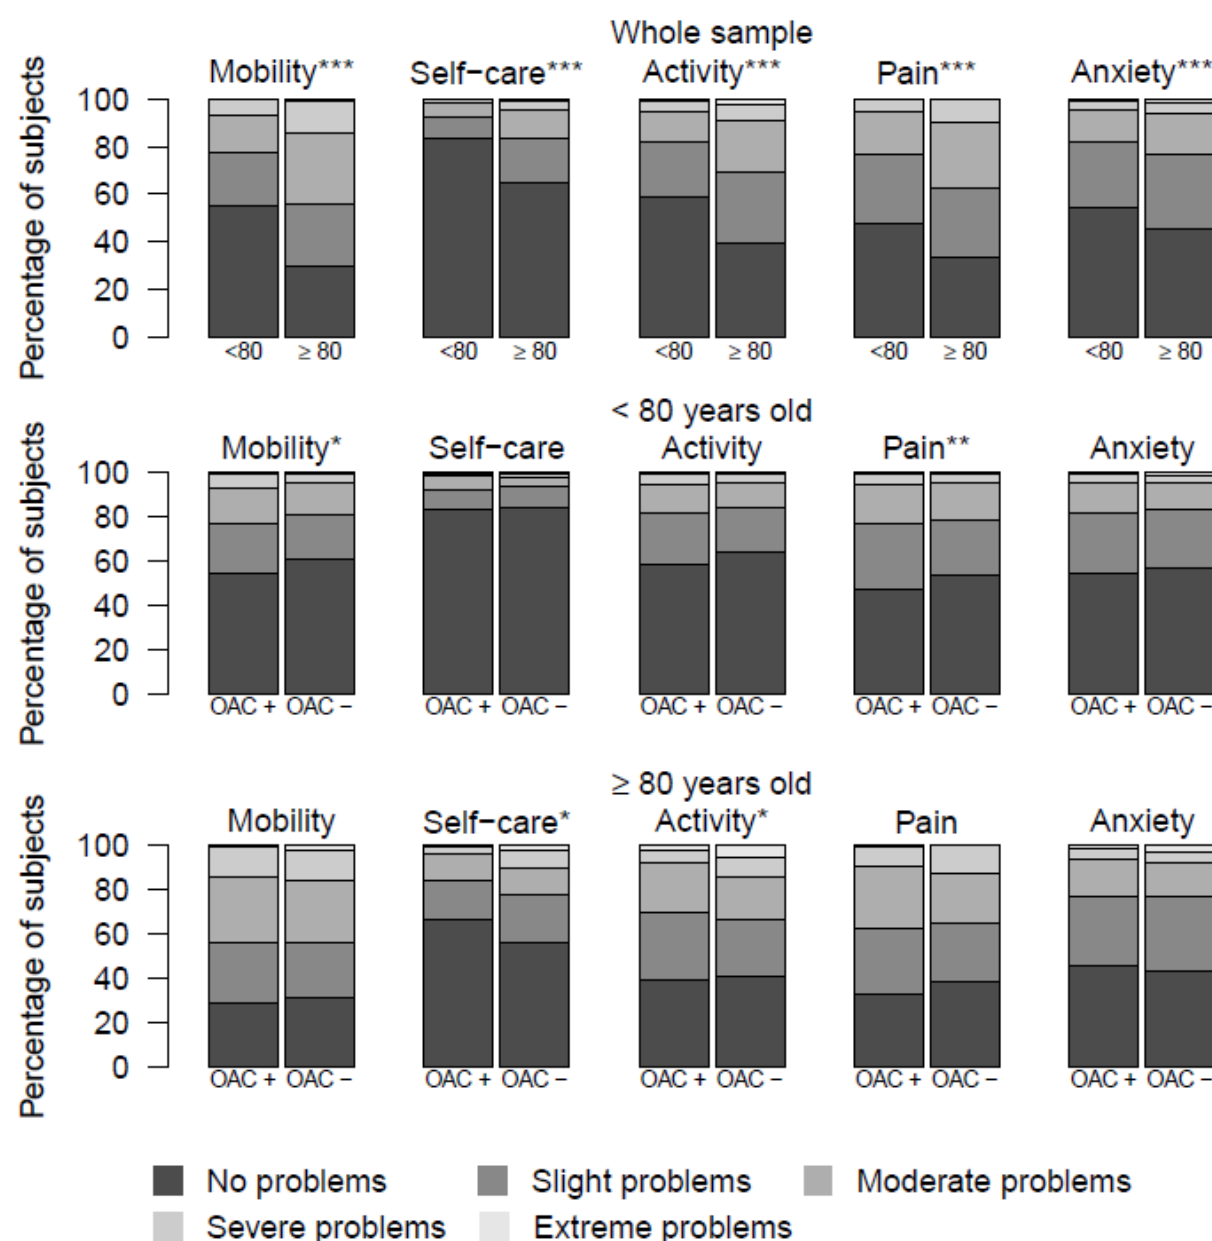 Whole sample
Mobility*** Self−care*** Activity*** Pain*** Anxiety***
Percentage of subjects
100
80
60
40
20
0
<80 ≥ 80 <80 ≥ 80 <80 ≥ 80 <80 ≥ 80 <80 ≥ 80
< 80 years old
Mobility* Self−care Activity Pain** Anxiety
Percentage of subjects
100
80
60
40
20
0
OAC + OAC − OAC + OAC − OAC + OAC − OAC + OAC − OAC + OAC −
≥ 80 years old
Mobility Self−care* Activity* Pain Anxiety
Percentage of subjects
100
80
60
40
20
0
OAC + OAC − OAC + OAC − OAC + OAC − OAC + OAC − OAC + OAC −
No problems Slight problems Moderate problems
Severe problems Extreme problems